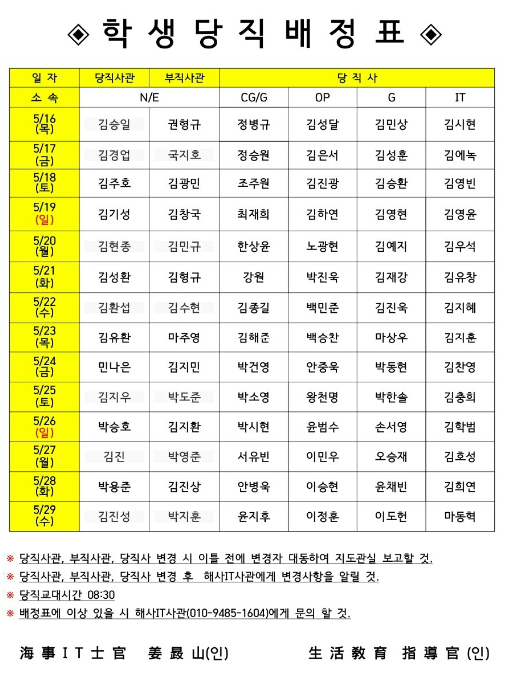 ◈ 학 생 당 직 배 정 표 ◈
일 자 당직사관 부직사관 당 직 사
소 속 N/E CG/G OP G IT
5/16 (목) 김승일 권형규 정병규 김성달 김민상 김시현
5/17 (금) 김경업 국지호 정승원 김은서 김성훈 김예녹
5/18 (토) 김주호 김광민 조주원 김진광 김승환 김영빈
5/19 (일) 김기성 김창국 최재희 김하연 김영현 김영윤
5/20 (월) 김현종 김민규 한상윤 노광현 김예지 김우석
5/21 (화) 김성환 김형규 강원 박진욱 김재강 김유창
5/22 (수) 김환섭 김수현 김종길 백민준 김진욱 김지혜
5/23 (목) 김유환 마주영 김해준 백승찬 마상우 김지훈
5/24 (금) 민나은 김지민 박건영 안중욱 박동현 김찬영
5/25 (토) 김지우 박도준 박소영 왕천명 박한솔 김충희
5/26 (일) 박승호 김지환 박시현 윤범수 손서영 김학범
5/27 (월) 김진 박영준 서유빈 이민우 오승재 김호성
5/28 (화) 박용준 김진상 안병욱 이승현 윤채빈 김희연
5/29 (수) 김진성 박지훈 윤지후 이정훈 이도현 마동혁
※ 당직사관, 부직사관, 당직사 변경 시 이틀 전에 변경자 대동하여 지도관실 보고할 것.
※ 당직사관, 부직사관, 당직사 변경 후 해사IT사관에게 변경사항을 알릴 것.
※ 당직교대시간 08:30
※ 배정표에 이상 있을 시 해사IT사관(010-9485-1604)에게 문의 할 것.
海 事 I T 士 官 姜 晸 山(인) 生 活 敎 育 指 導 官 (인)